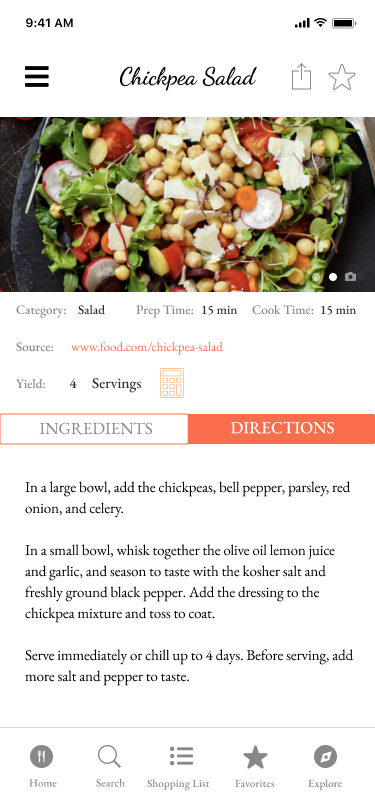 9:41 AM
Chickpea Salad
Category: Salad Prep Time: 15 min Cook Time: 15 min
Source: www.food.com/chickpea-salad
Yield: 4 Servings
INGREDIENTS DIRECTIONS
In a large bowl, add the chickpeas, bell pepper, parsley, red
onion, and celery.
In a small bowl, whisk together the olive oil lemon juice
and garlic, and season to taste with the kosher salt and
freshly ground black pepper. Add the dressing to the
chickpea mixture and toss to coat.
Serve immediately or chill up to 4 days. Before serving, add
more salt and pepper to taste.
Home Search Shopping List Favorites Explore